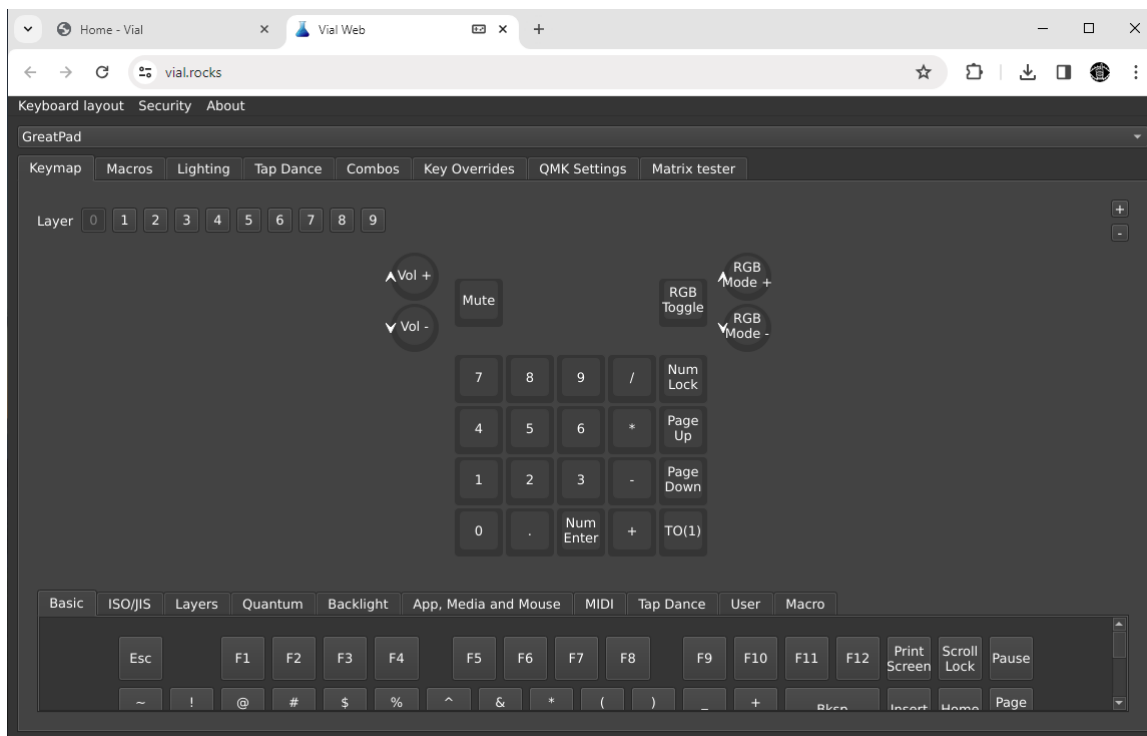 Home - Vial
Vial Web
vial.rocks
Keyboard layout Security About
GreatPad
Keymap Macros Lighting Tap Dance Combos Key Overrides QMK Settings Matrix tester
Layer 0 1 2 3 4 5 6 7 8 9
+
-
Vol +
Vol -
Mute
RGB Toggle
RGB Mode +
RGB Mode -
7 8 9 / Num Lock
4 5 6 * Page Up
1 2 3 - Page Down
0 . Num Enter + TO(1)
Basic ISO/JIS Layers Quantum Backlight App, Media and Mouse MIDI Tap Dance User Macro
Esc F1 F2 F3 F4 F5 F6 F7 F8 F9 F10 F11 F12 Print Screen Scroll Lock Pause
~ ! @ # $ % ^ & * ( ) _ + Bksp Insert Home Page